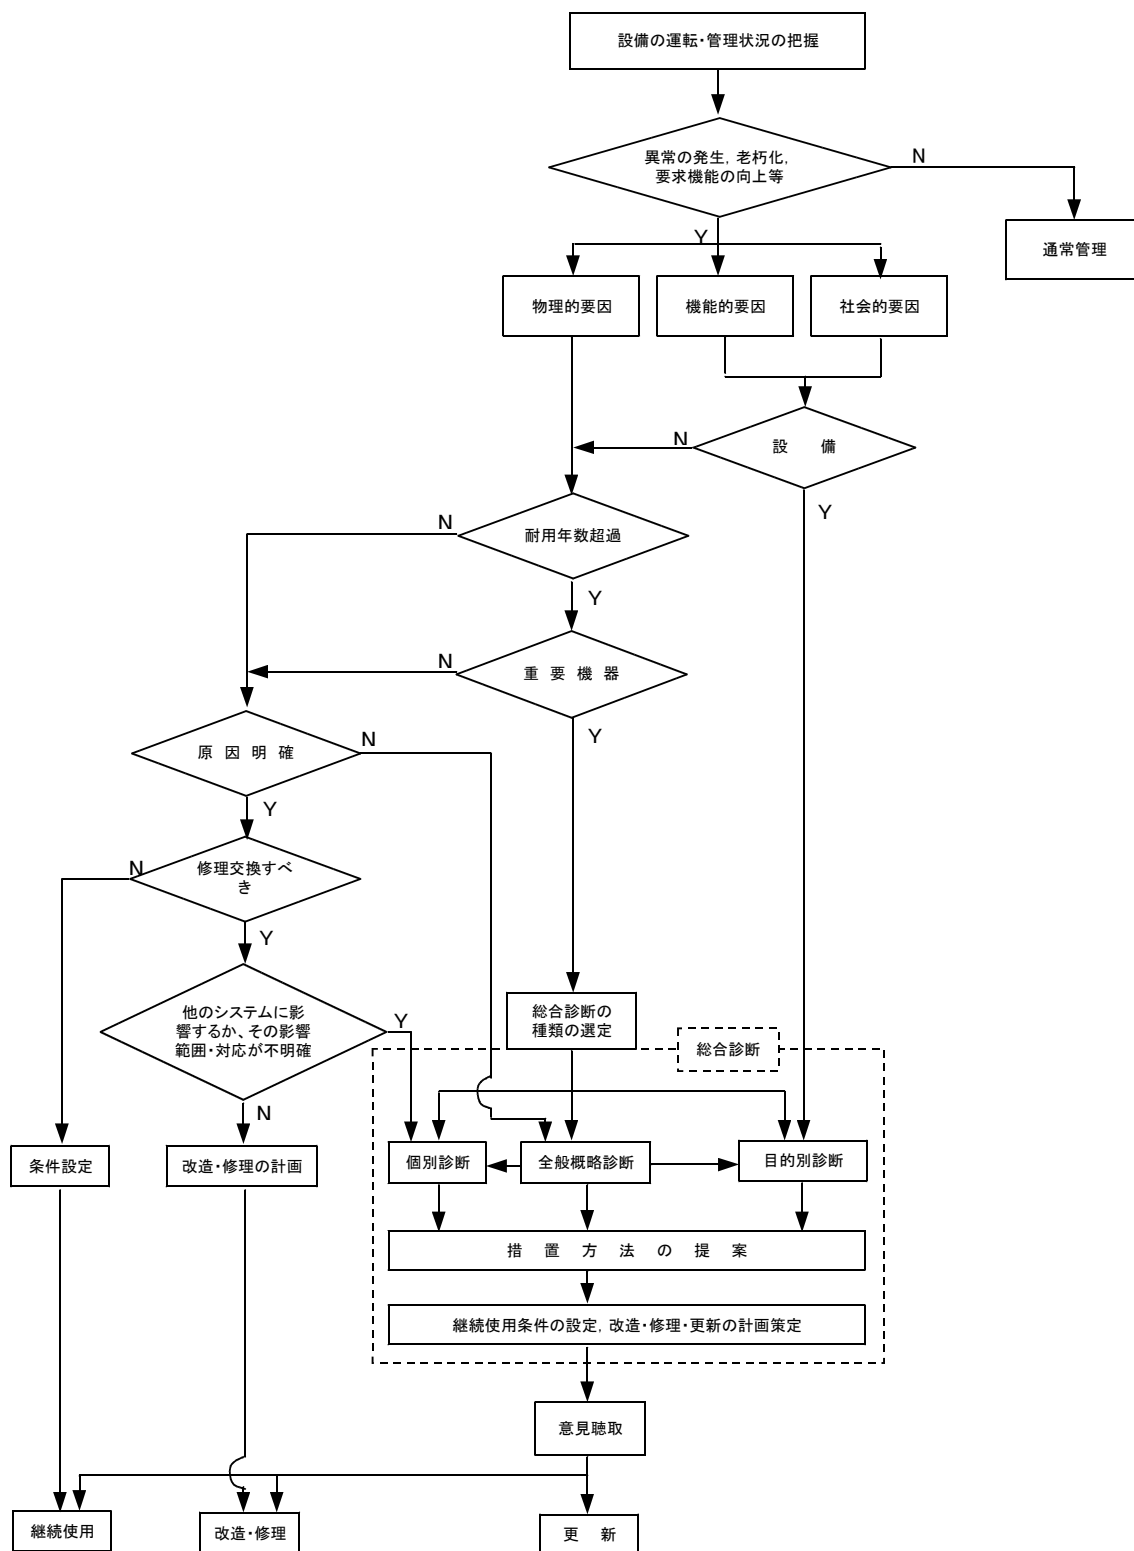 設備の運転・管理状況の把握
異常の発生，老朽化，
要求機能の向上等
N
通常管理
Y
物理的要因
機能的要因
社会的要因
設　備
N
Y
耐用年数超過
N
Y
重 要 機 器
N
Y
原 因 明 確
N
Y
修理交換すべ
き
N
Y
他のシステムに影
響するか、その影響
範囲・対応が不明確
Y
N
総合診断の
種類の選定
総合診断
条件設定
改造・修理の計画
個別診断
全般概略診断
目的別診断
措 置 方 法 の 提 案
継続使用条件の設定，改造・修理・更新の計画策定
意見聴取
継続使用
改造・修理
更　新